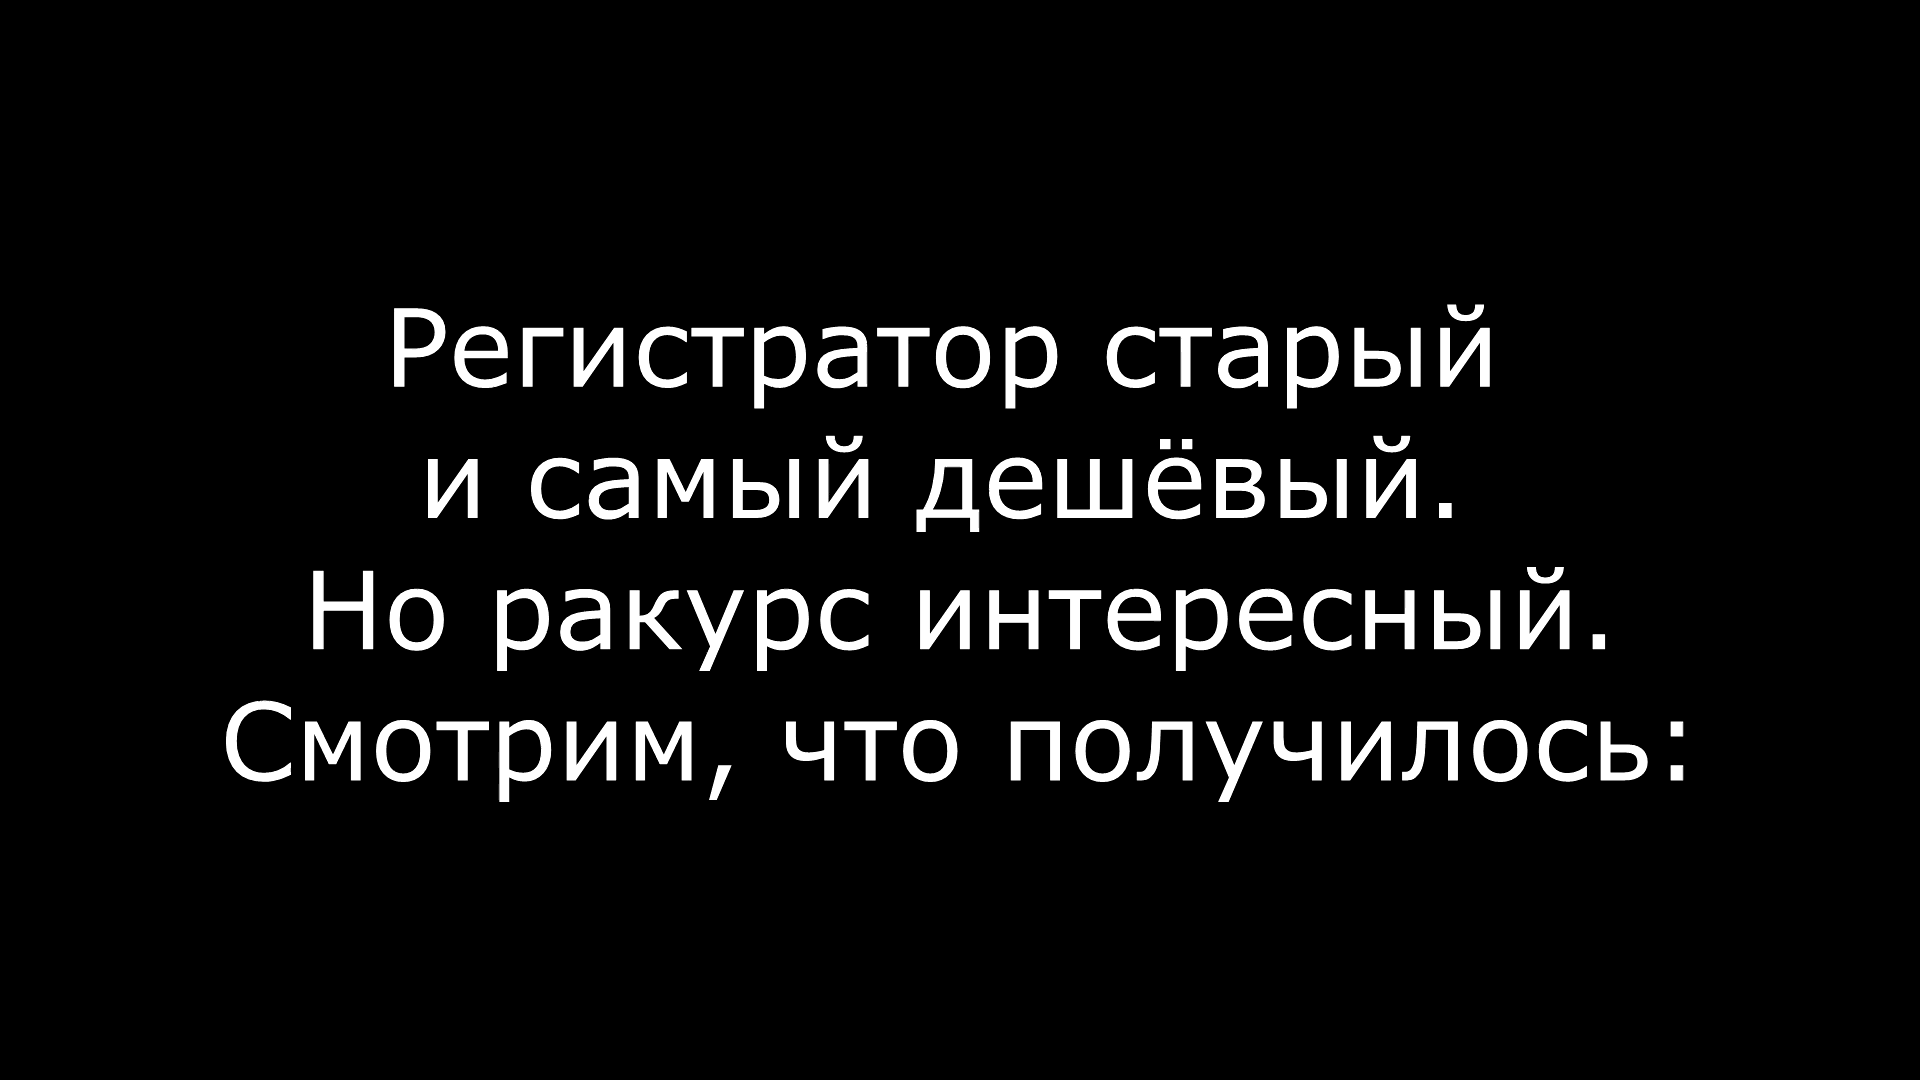 Регистратор старый
и самый дешёвый.
Но ракурс интересный.
Смотрим, что получилось: